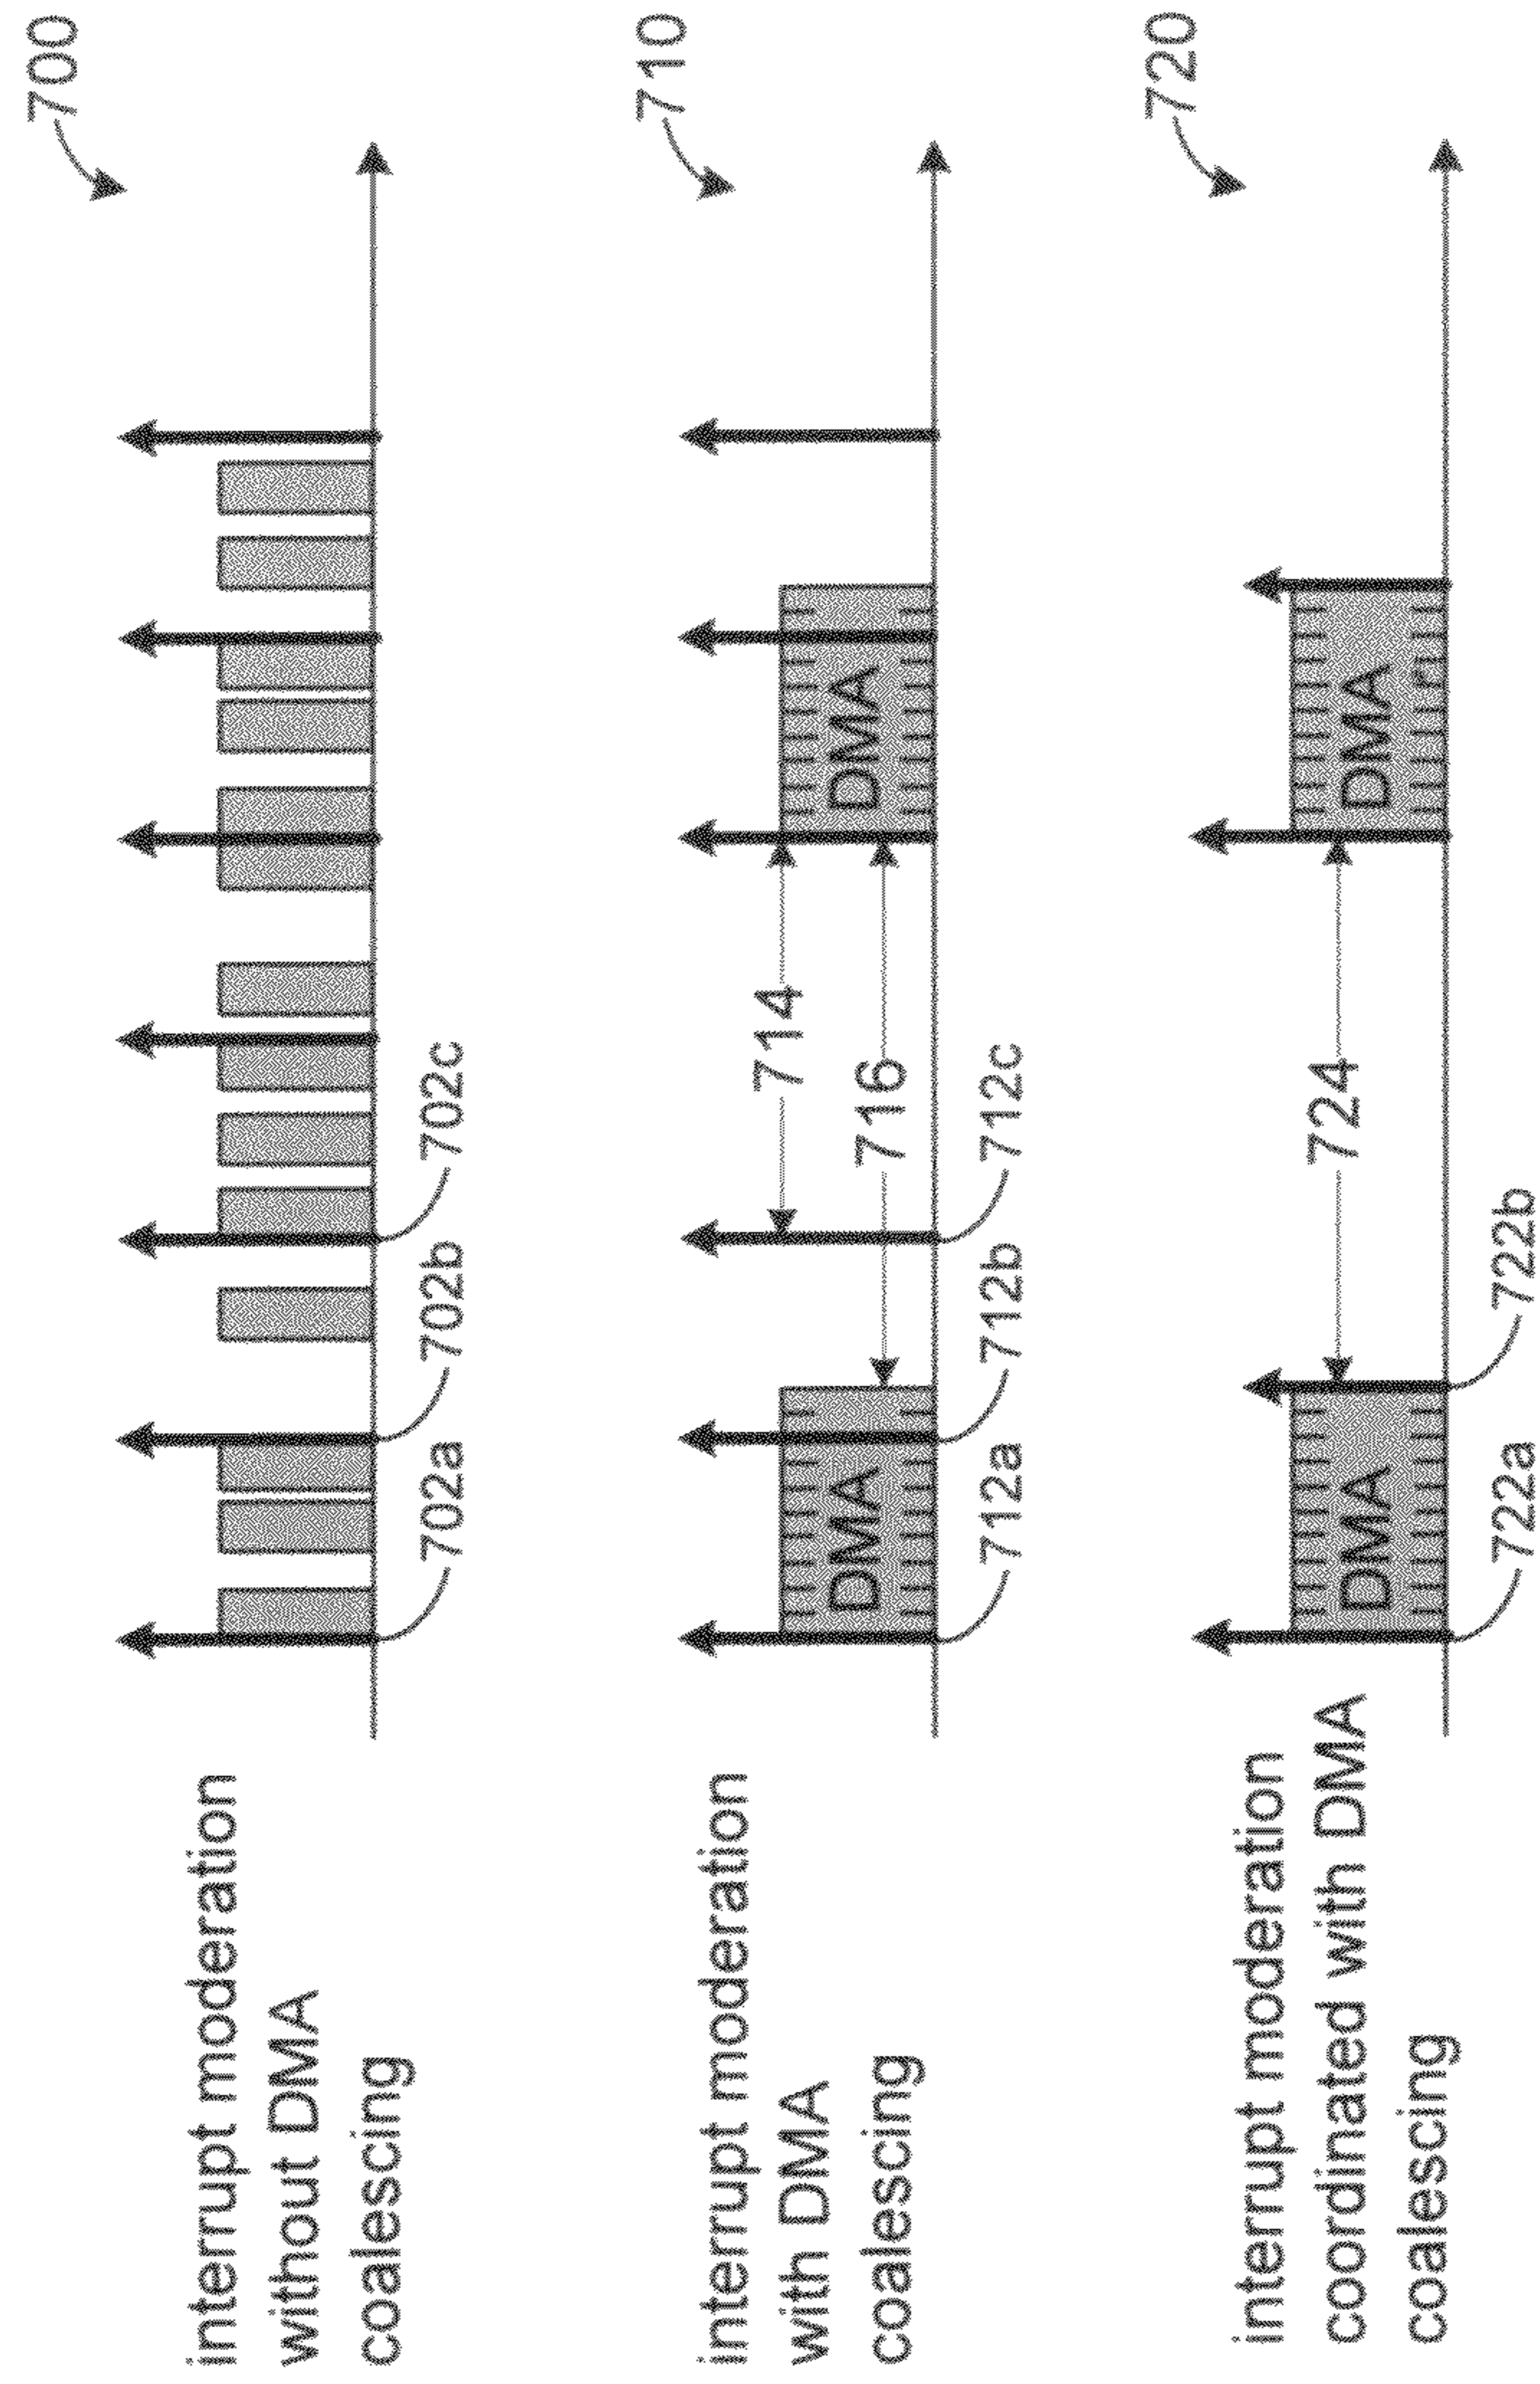 700
interrupt moderation
without DMA
coalescing
702a
702b
702c
710
interrupt moderation
with DMA
coalescing
DMA
714
716
DMA
712a
712b
712c
720
interrupt moderation
coordinated with DMA
coalescing
DMA
724
DMA
722a
722b